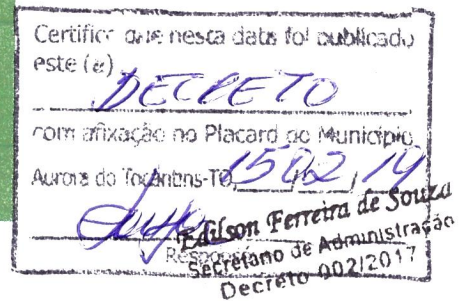 Certifico que nesta data foi publicado
este (a)
DECRETO
com afixação no Placard do Município
Aurora do Tocantins-TO, 15/02/19
Edilson Ferreira de Souza
Secretário de Administração
Decreto 002/2017